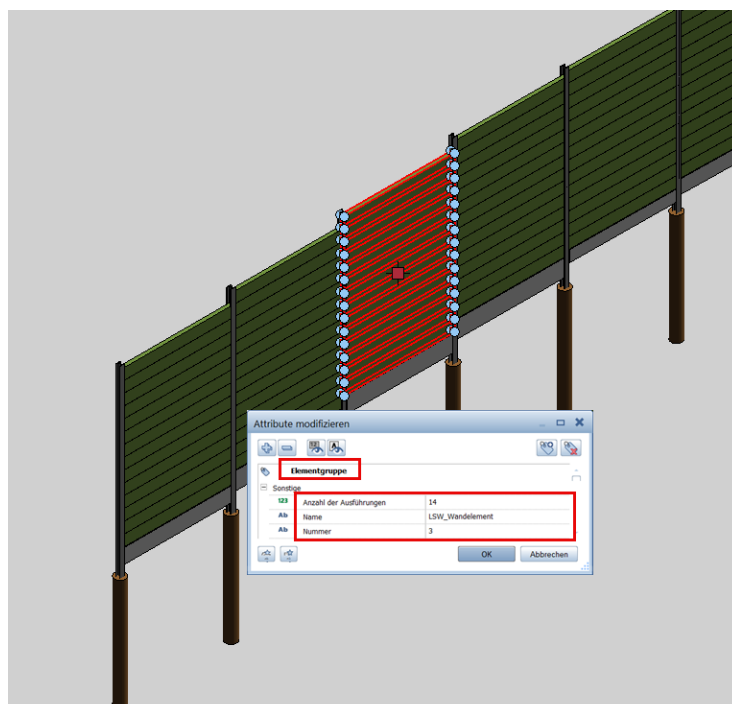 Attribute modifizieren
Elementgruppe
Sonstige
123 Anzahl der Ausführungen 14
Ab Name LSW_Wandelement
Ab Nummer 3
OK Abbrechen